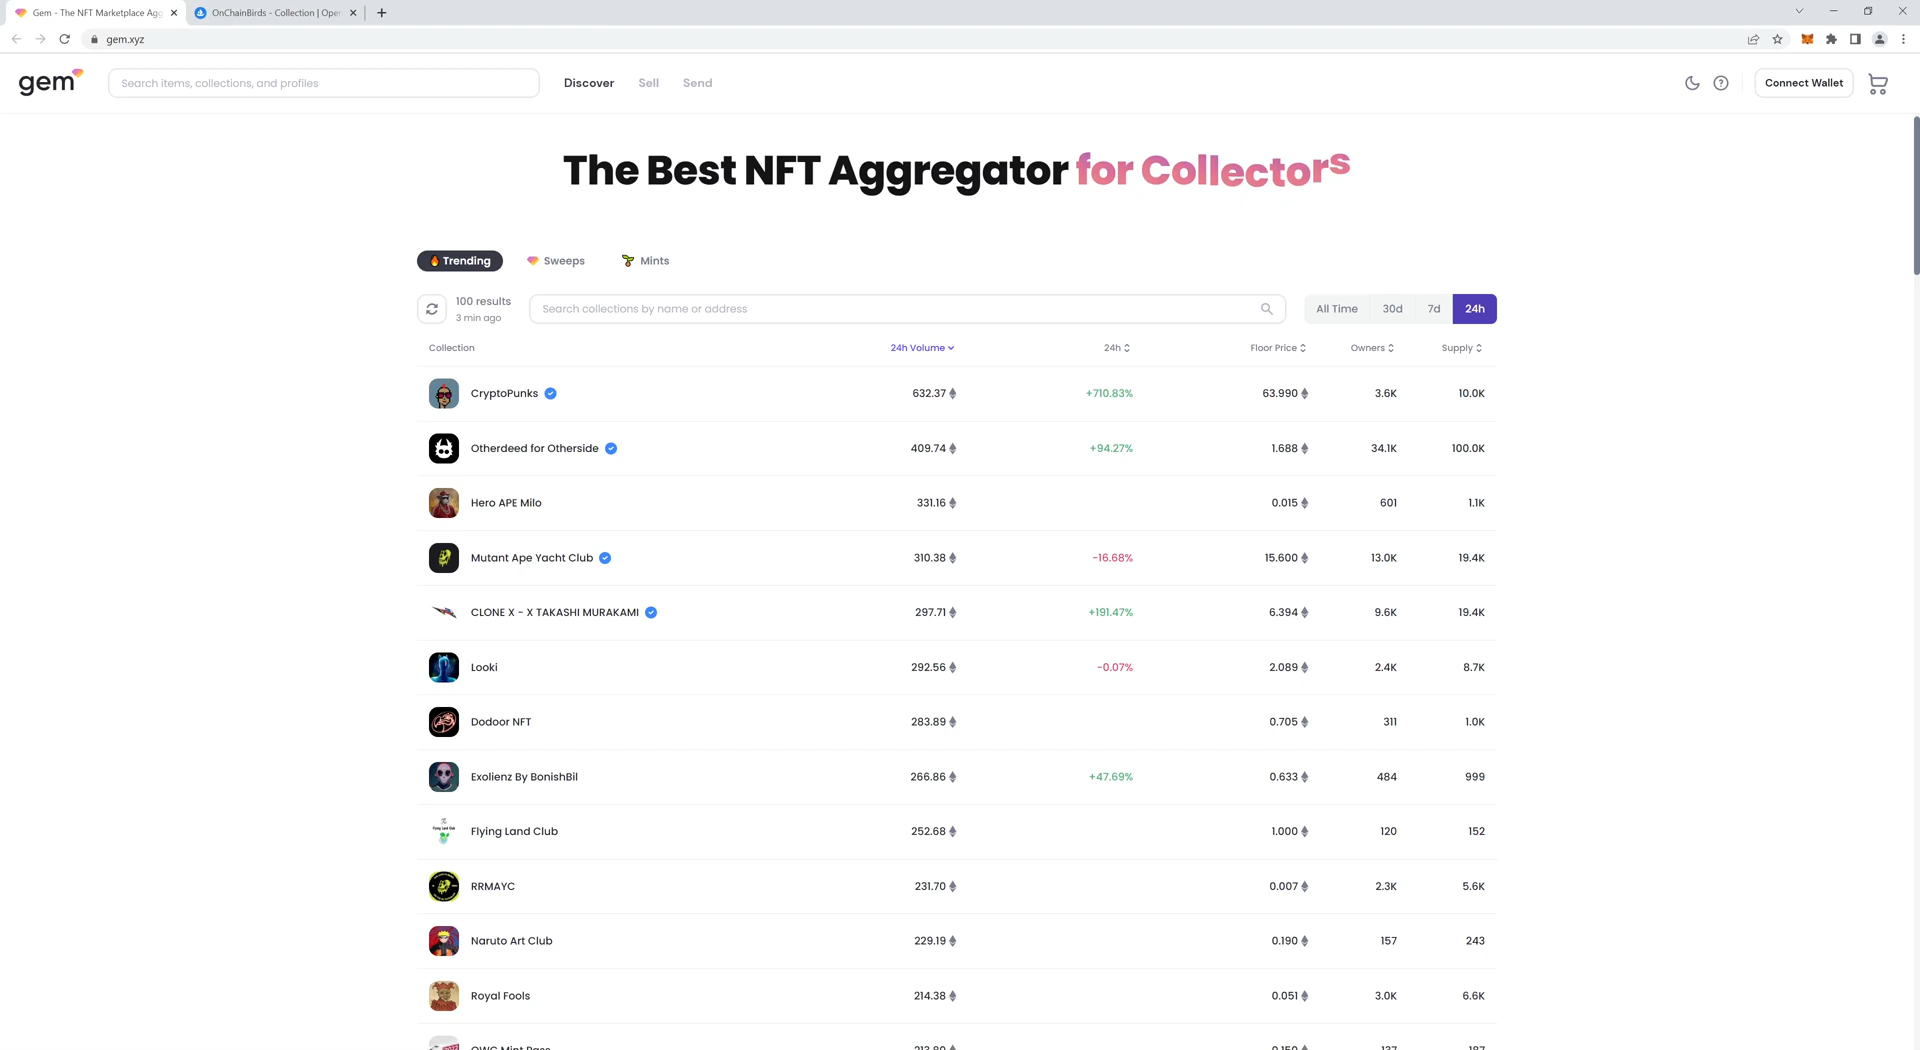 Gem - The NFT Marketplace Agg
OnChainBirds - Collection | Open
gem.xyz
gem
Search items, collections, and profiles
Discover
Sell
Send
Connect Wallet
The Best NFT Aggregator for Collectors
Trending
Sweeps
Mints
100 results
3 min ago
Search collections by name or address
All Time
30d
7d
24h
Collection 24h Volume 24h Floor Price Owners Supply
CryptoPunks 632.37 +710.83% 63.990 3.6K 10.0K
Otherdeed for Otherside 409.74 +94.27% 1.688 34.1K 100.0K
Hero APE Milo 331.16 0.015 601 1.1K
Mutant Ape Yacht Club 310.38 -16.68% 15.600 13.0K 19.4K
CLONE X - X TAKASHI MURAKAMI 297.71 +191.47% 6.394 9.6K 19.4K
Looki 292.56 -0.07% 2.089 2.4K 8.7K
Dodoor NFT 283.89 0.705 311 1.0K
Exolienz By BonishBil 266.86 +47.69% 0.633 484 999
Flying Land Club 252.68 1.000 120 152
RRMAYC 231.70 0.007 2.3K 5.6K
Naruto Art Club 229.19 0.190 157 243
Royal Fools 214.38 0.051 3.0K 6.6K